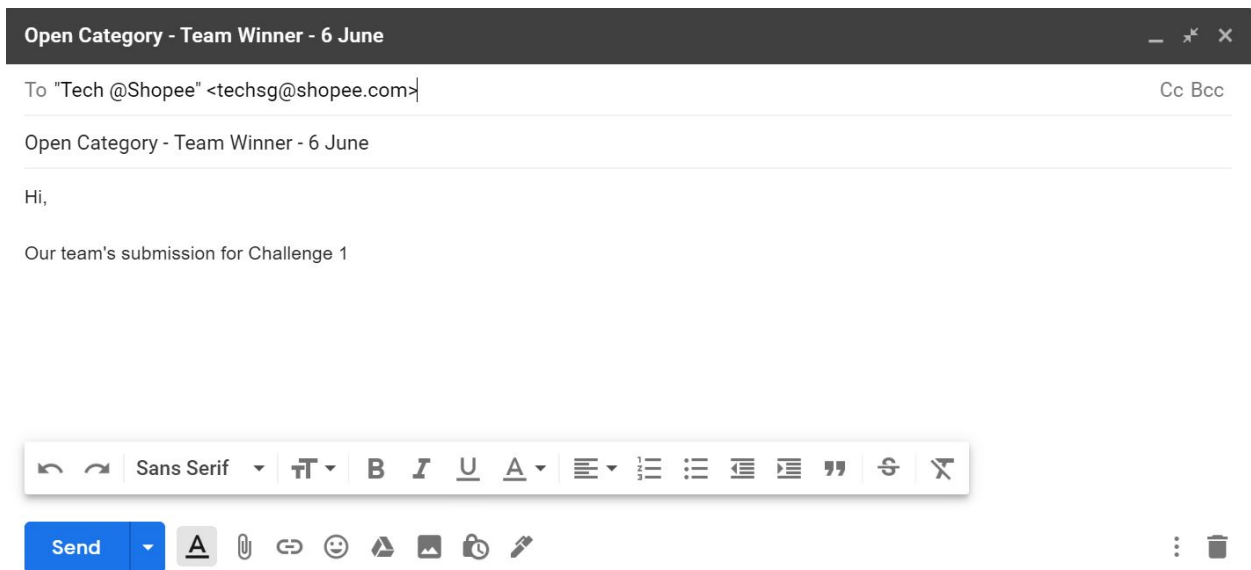 Open Category - Team Winner - 6 June
To "Tech @Shopee" <techsg@shopee.com> Cc Bcc
Open Category - Team Winner - 6 June
Hi,
Our team's submission for Challenge 1
Sans Serif
Send